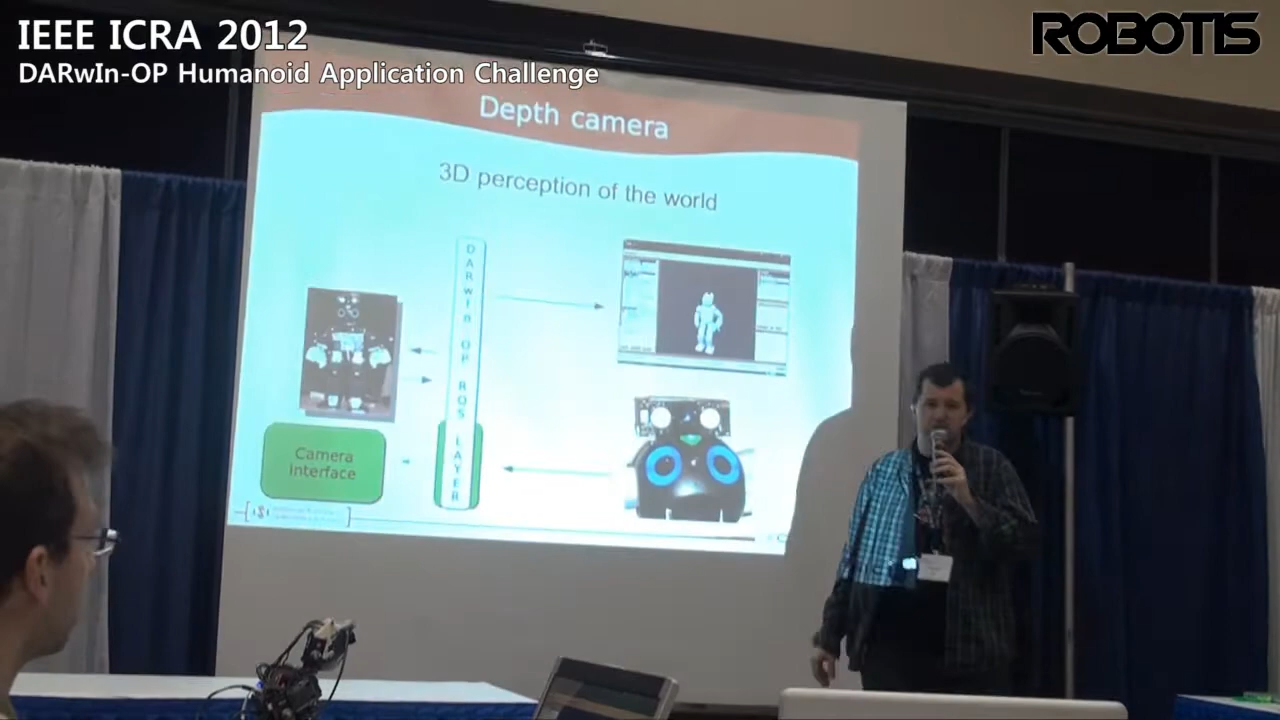 IEEE ICRA 2012
DARwIn-OP Humanoid Application Challenge
ROBOTIS
Depth camera
3D perception of the world
DARwIn OP ROS LAYER
Camera
interface